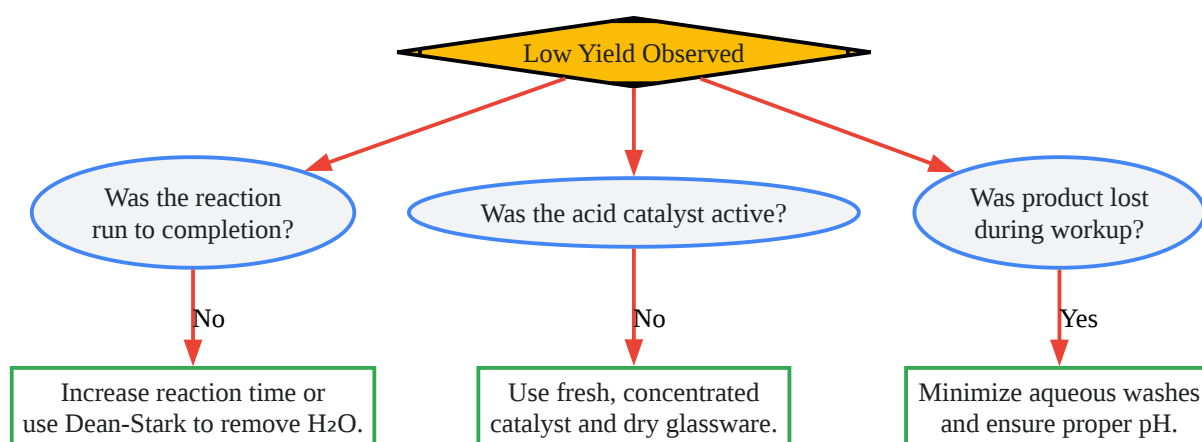 Low Yield Observed
Was the reaction
run to completion?
Was the acid catalyst active?
Was product lost
during workup?
No
No
Yes
Increase reaction time or
use Dean-Stark to remove H₂O.
Use fresh, concentrated
catalyst and dry glassware.
Minimize aqueous washes
and ensure proper pH.